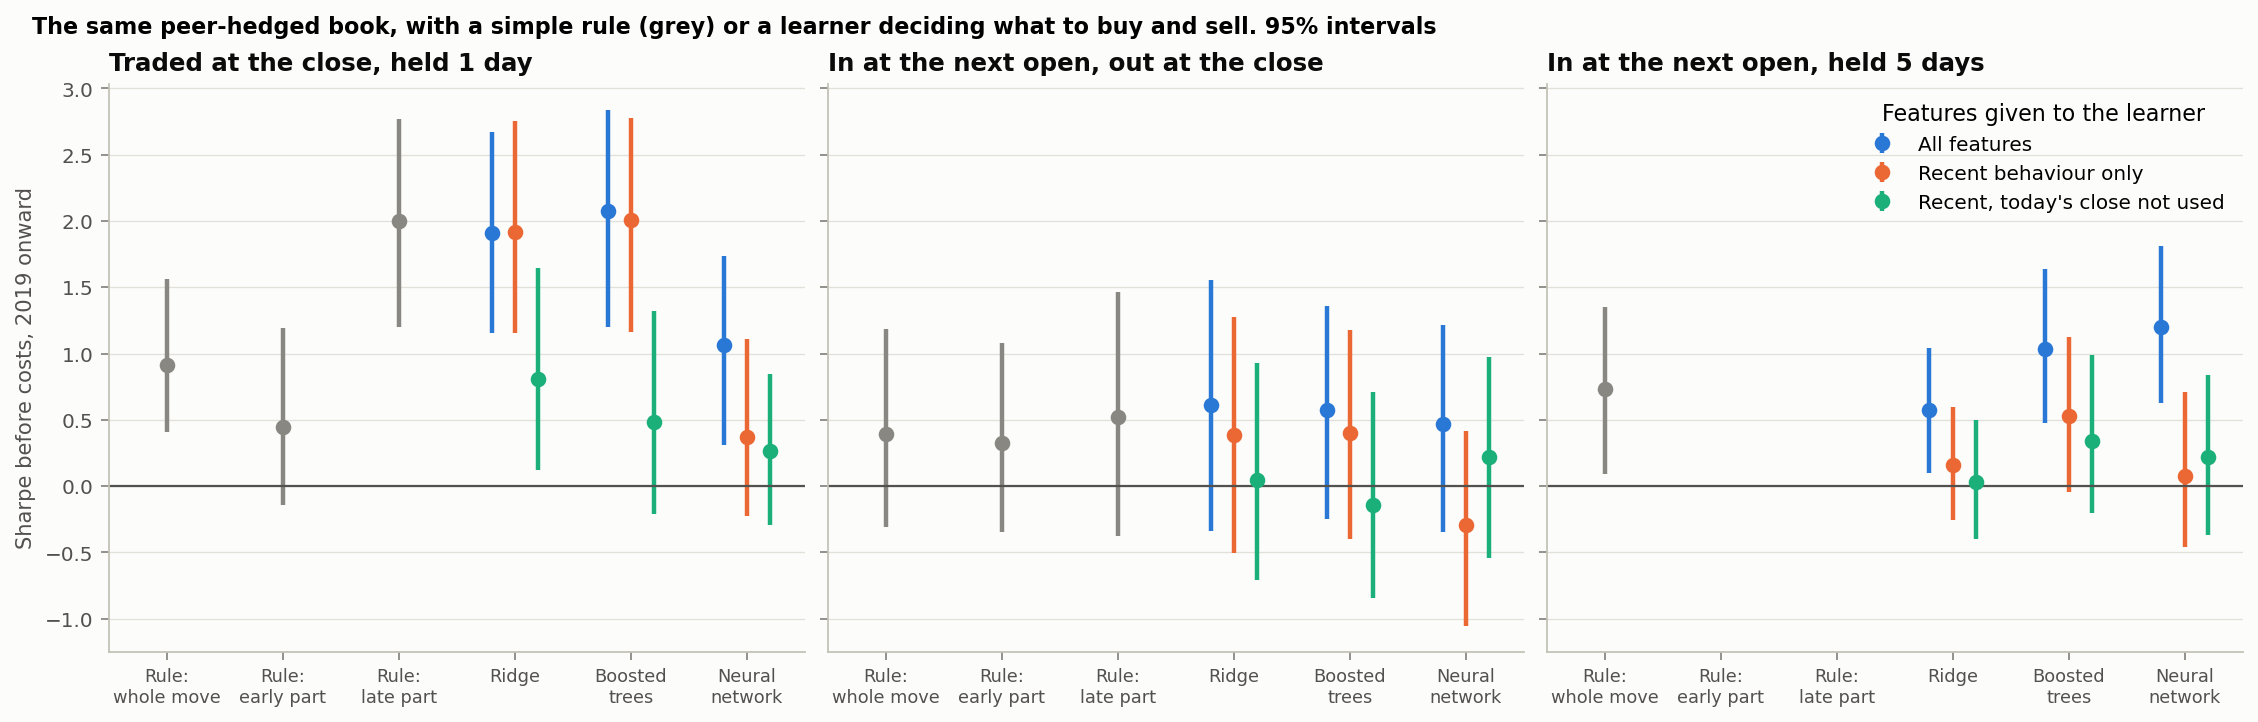 The same peer-hedged book, with a simple rule (grey) or a learner deciding what to buy and sell. 95% intervals
Traded at the close, held 1 day
In at the next open, out at the close
In at the next open, held 5 days
Sharpe before costs, 2019 onward
3.0
2.5
2.0
1.5
1.0
0.5
0.0
−0.5
−1.0
Features given to the learner
All features
Recent behaviour only
Recent, today's close not used
Rule:
whole move
Rule:
early part
Rule:
late part
Ridge
Boosted
trees
Neural
network
Rule:
whole move
Rule:
early part
Rule:
late part
Ridge
Boosted
trees
Neural
network
Rule:
whole move
Rule:
early part
Rule:
late part
Ridge
Boosted
trees
Neural
network